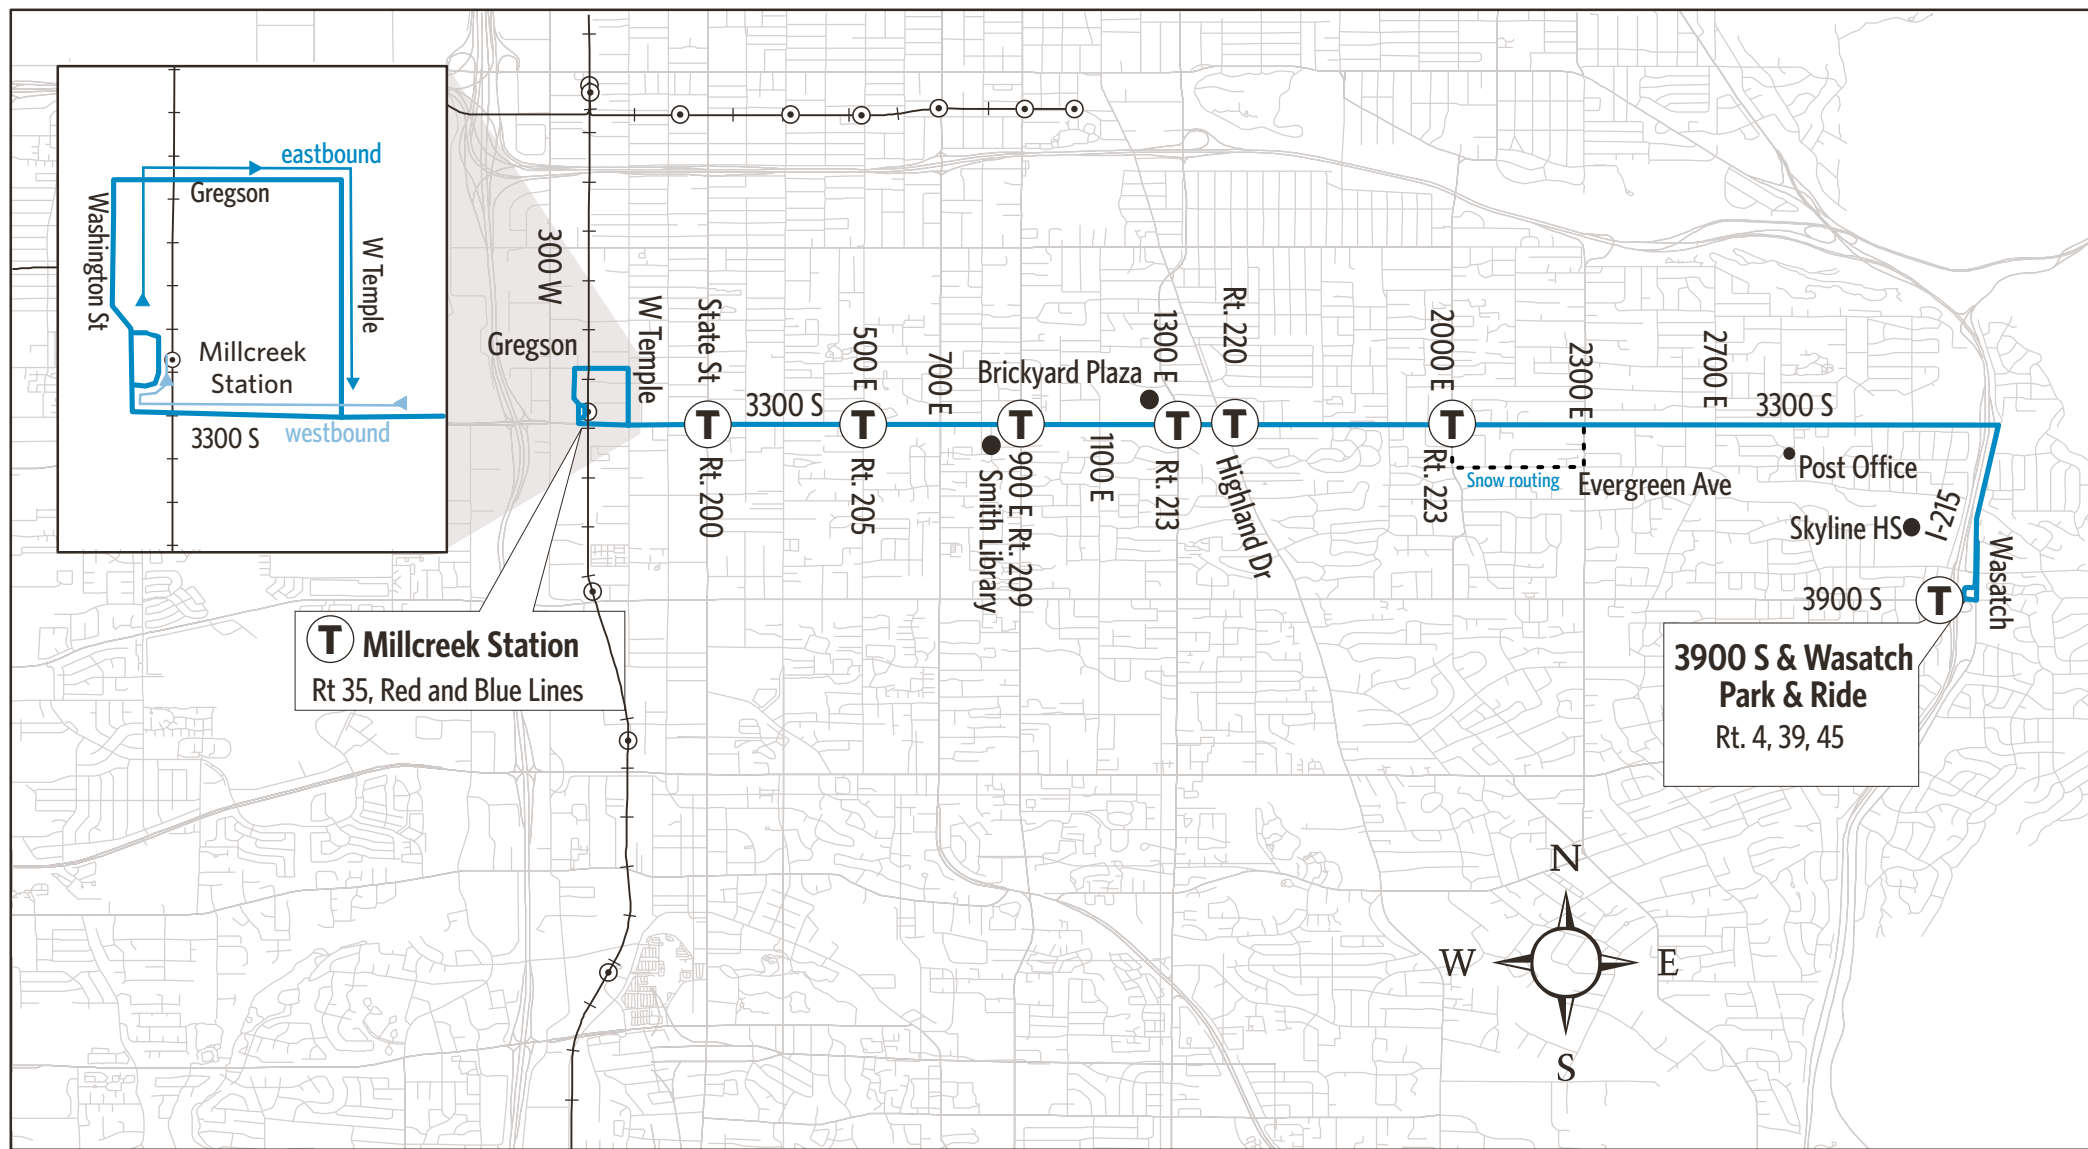 eastbound
Gregson
Washington St
W Temple
Millcreek
Station
3300 S
westbound
300 W
Gregson
W Temple
State St
T
Rt. 200
3300 S
500 E
T
Rt. 205
700 E
Smith Library
T
900 E Rt. 209
Brickyard Plaza
1100 E
1300 E
T
Rt. 213
Rt. 220
T
Highland Dr
2000 E
T
Rt. 223
Snow routing
2300 E
Evergreen Ave
2700 E
3300 S
Post Office
Skyline HS
I-215
Wasatch
3900 S
T
3900 S & Wasatch
Park & Ride
Rt. 4, 39, 45
T Millcreek Station
Rt 35, Red and Blue Lines
N
W
E
S